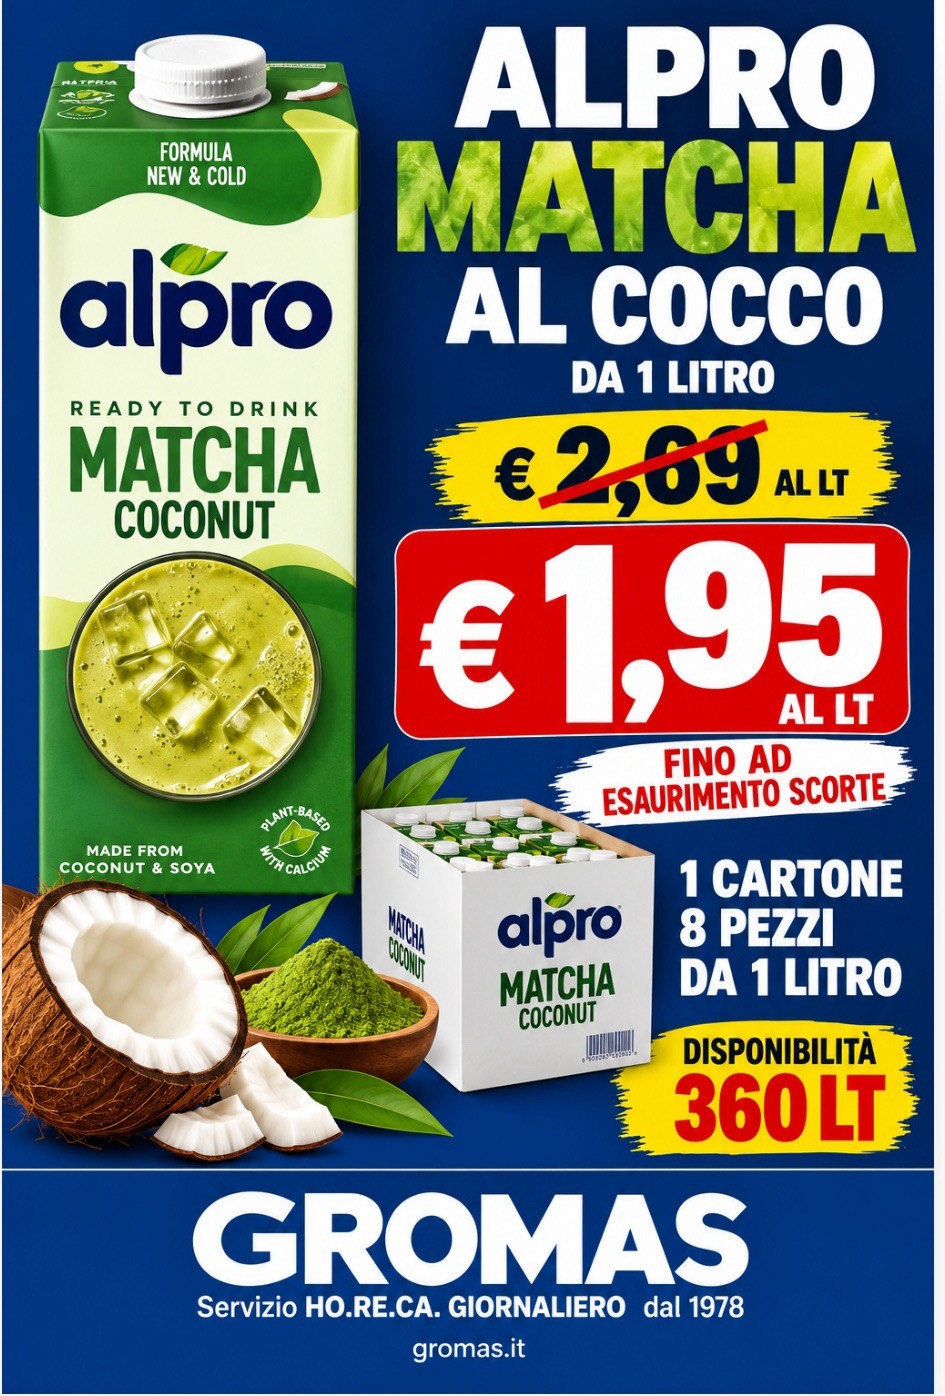 FORMULA
NEW & COLD
alpro
READY TO DRINK
MATCHA
COCONUT
PLANT-BASED
WITH CALCIUM
MADE FROM
COCONUT & SOYA
ALPRO
MATCHA
AL COCCO
DA 1 LITRO
€ 2,69 AL LT
€ 1,95
AL LT
FINO AD
ESAURIMENTO SCORTE
MATCHA
COCONUT
alpro
MATCHA
COCONUT
1 CARTONE
8 PEZZI
DA 1 LITRO
DISPONIBILITÀ
360 LT
GROMAS
Servizio HO.RE.CA. GIORNALIERO dal 1978
gromas.it